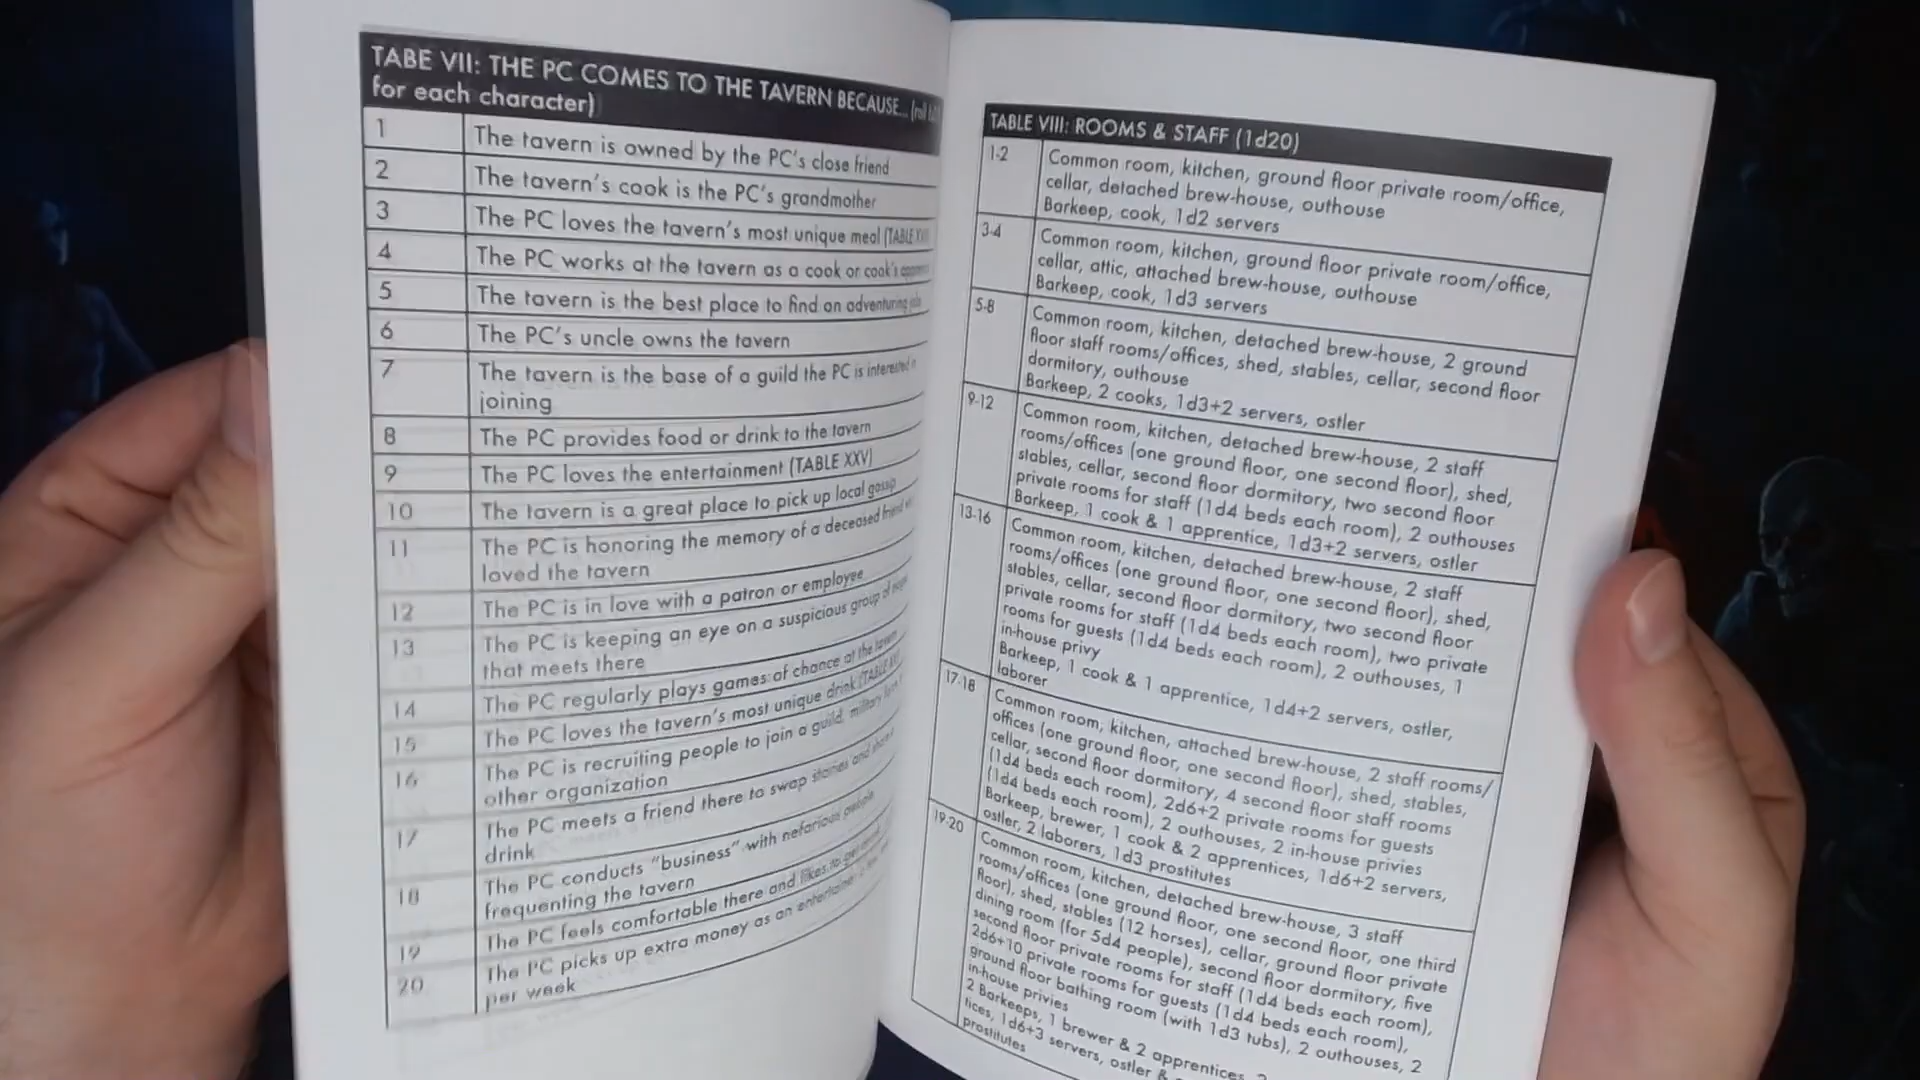 TABE VII: THE PC COMES TO THE TAVERN BECAUSE... (roll
for each character)
1 The tavern is owned by the PC's close friend
2 The tavern's cook is the PC's grandmother
3 The PC loves the tavern's most unique meal (TABLE
4 The PC works at the tavern as a cook or cook's
5 The tavern is the best place to find an adventuring
6 The PC's uncle owns the tavern
7 The tavern is the base of a guild the PC is interested in
joining
8 The PC provides food or drink to the tavern
9 The PC loves the entertainment (TABLE XXV)
10 The tavern is a great place to pick up local gossip
11 The PC is honoring the memory of a deceased friend
loved the tavern
12 The PC is in love with a patron or employee
13 The PC is keeping an eye on a suspicious group of
that meets there
14 The PC regularly plays games of chance at the tavern
15 The PC loves the tavern's most unique drink (TABLE
16 The PC is recruiting people to join a guild, military
other organization
17 The PC meets a friend there to swap stories and
drink
18 The PC conducts "business" with nefarious people
frequenting the tavern
19 The PC feels comfortable there and likes to
20 The PC picks up extra money as an entertainer
per week
TABLE VIII: ROOMS & STAFF (1d20)
1-2 Common room, kitchen, ground floor private room/office,
cellar, detached brew-house, outhouse
Barkeep, cook, 1d2 servers
3-4 Common room, kitchen, ground floor private room/office,
cellar, attic, attached brew-house, outhouse
Barkeep, cook, 1d3 servers
5-8 Common room, kitchen, detached brew-house, 2 ground
floor staff rooms/offices, shed, stables, cellar, second floor
dormitory, outhouse
Barkeep, 2 cooks, 1d3+2 servers, ostler
9-12 Common room, kitchen, detached brew-house, 2 staff
rooms/offices (one ground floor, one second floor), shed,
stables, cellar, second floor dormitory, two second floor
private rooms for staff (1d4 beds each room), 2 outhouses
Barkeep, 1 cook & 1 apprentice, 1d3+2 servers, ostler
13-16 Common room, kitchen, detached brew-house, 2 staff
rooms/offices (one ground floor, one second floor), shed,
stables, cellar, second floor dormitory, two second floor
private rooms for staff (1d4 beds each room), two private
rooms for guests (1d4 beds each room), 2 outhouses, 1
in-house privy
Barkeep, 1 cook & 1 apprentice, 1d4+2 servers, ostler,
laborer
17-18 Common room, kitchen, attached brew-house, 2 staff rooms/
offices (one ground floor, one second floor), shed, stables,
cellar, second floor dormitory, 4 second floor staff rooms
(1d4 beds each room), 2d6+2 private rooms for guests
(1d4 beds each room), 2 outhouses, 2 in-house privies
Barkeep, brewer, 1 cook & 2 apprentices, 1d6+2 servers,
ostler, 2 laborers, 1d3 prostitutes
19-20 Common room, kitchen, detached brew-house, 3 staff
rooms/offices (one ground floor, one second floor, one third
floor), shed, stables (12 horses), cellar, ground floor private
dining room (for 5d4 people), second floor dormitory, five
second floor private rooms for staff (1d4 beds each room),
2d6+10 private rooms for guests (1d4 beds each room),
ground floor bathing room (with 1d3 tubs), 2 outhouses, 2
in-house privies
2 Barkeeps, 1 brewer & 2 apprentices,
tices, 1d6+3 servers, ostler &
prostitutes